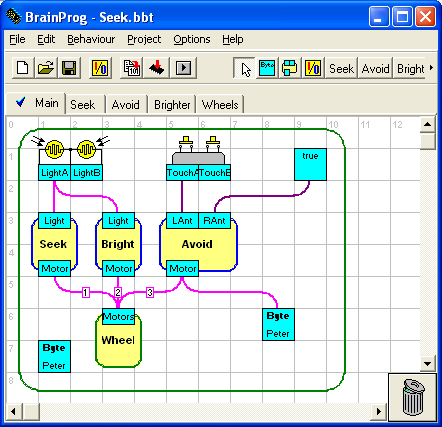 BrainProg - Seek.bbt
File Edit Behaviour Project Options Help
I/0 Byte I/0 Seek Avoid Bright
Main Seek Avoid Brighter Wheels
0 1 2 3 4 5 6 7 8 9 10 11 12
1
true
LightA LightB TouchA TouchB
2
3
Light Light LAnt RAnt
Seek Bright Avoid
4
Motor Motor Motor
5
1 2 3
6
Motors Byte
Wheel Peter
7
Byte
Peter
8